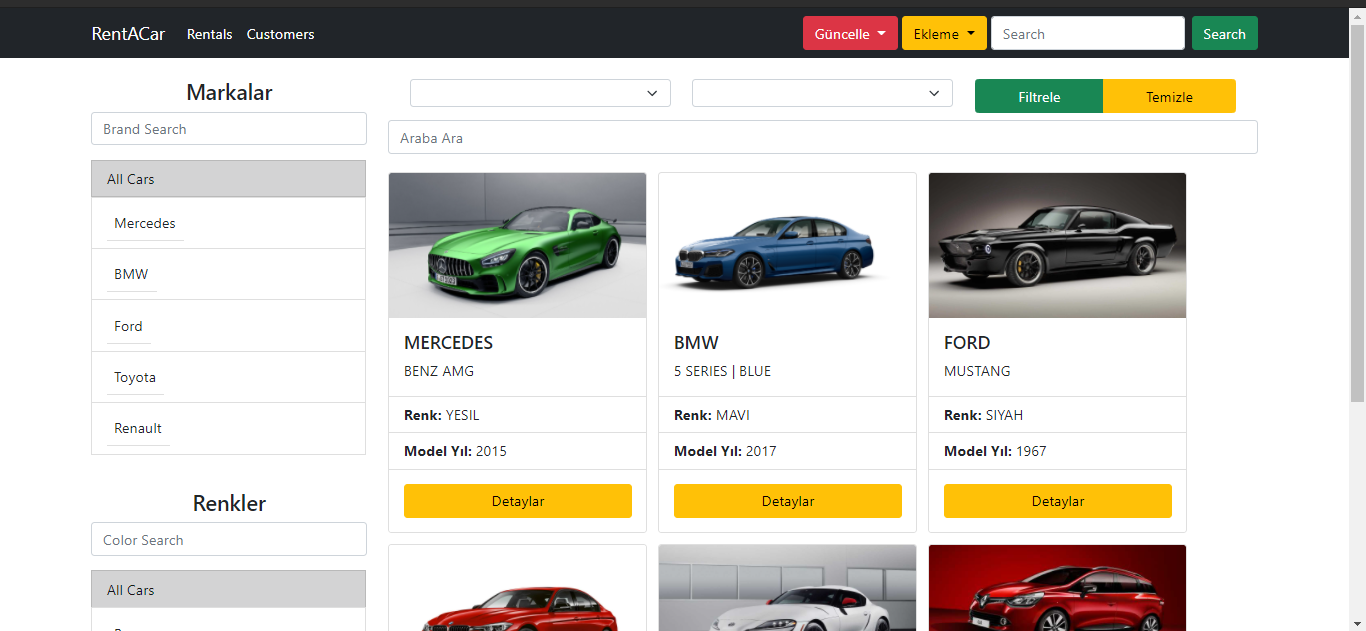 RentACar Rentals Customers Güncelle Ekleme Search Search
Markalar
Brand Search
All Cars
Mercedes
BMW
Ford
Toyota
Renault
Renkler
Color Search
All Cars
Filtrele Temizle
Araba Ara
MERCEDES
BENZ AMG
Renk: YESIL
Model Yıl: 2015
Detaylar
BMW
5 SERIES | BLUE
Renk: MAVI
Model Yıl: 2017
Detaylar
FORD
MUSTANG
Renk: SIYAH
Model Yıl: 1967
Detaylar